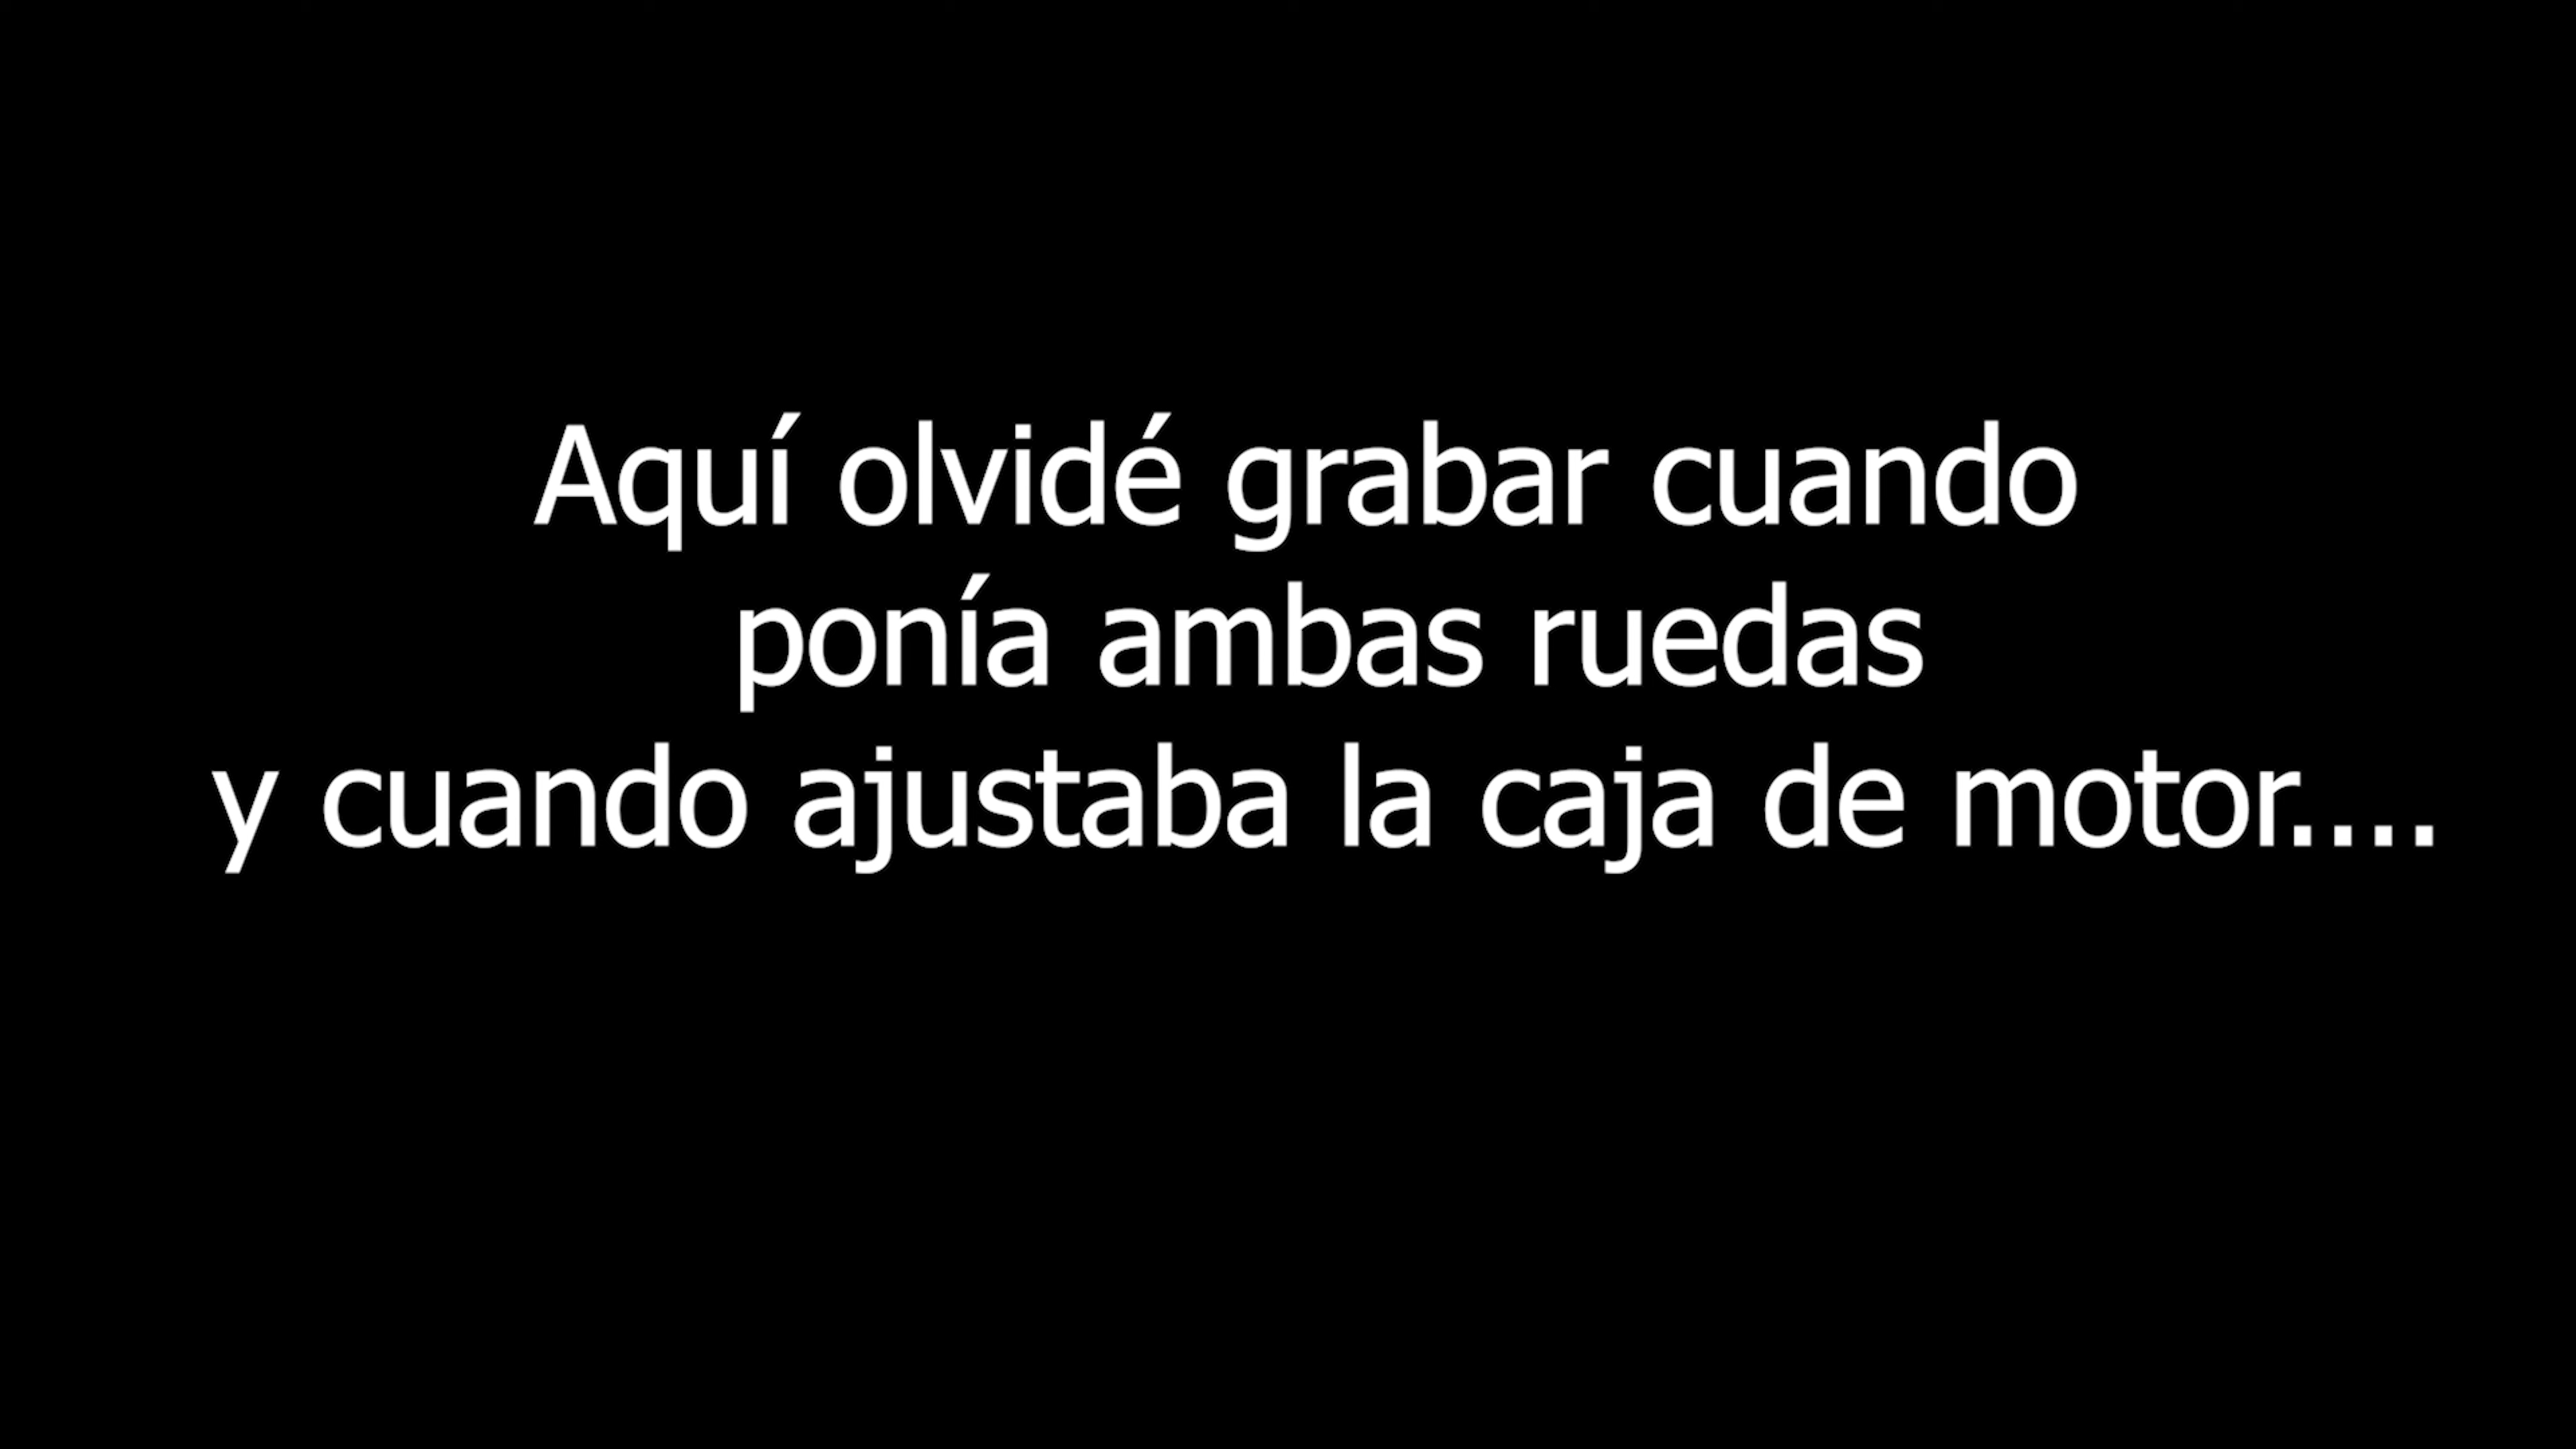 Aquí olvidé grabar cuando
ponía ambas ruedas
y cuando ajustaba la caja de motor....